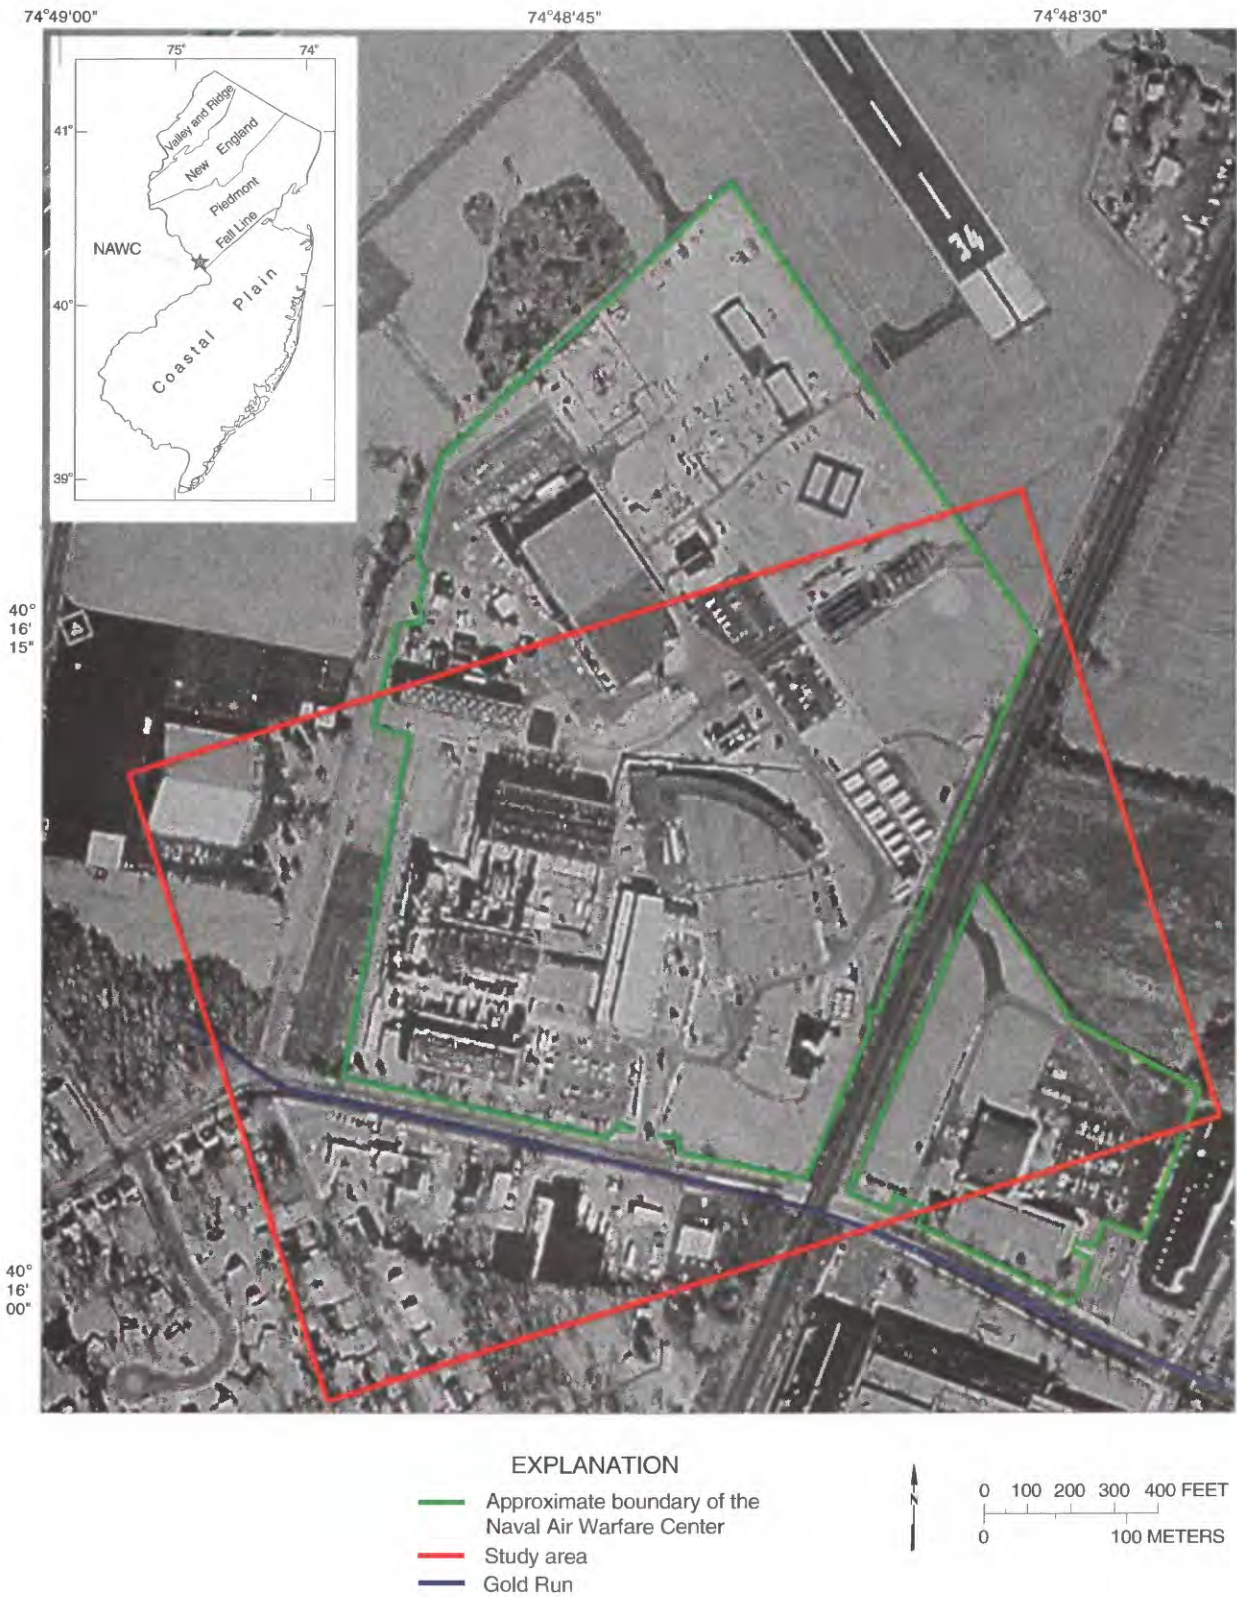 74°49'00" 74°48'45" 74°48'30"
75° 74°
41°
Valley and Ridge
New England
Piedmont
Fall Line
NAWC
40°
Coastal Plain
39°
34
40°
16'
15"
40°
16'
00"
EXPLANATION
Approximate boundary of the
Naval Air Warfare Center
Study area
Gold Run
N
0 100 200 300 400 FEET
0 100 METERS